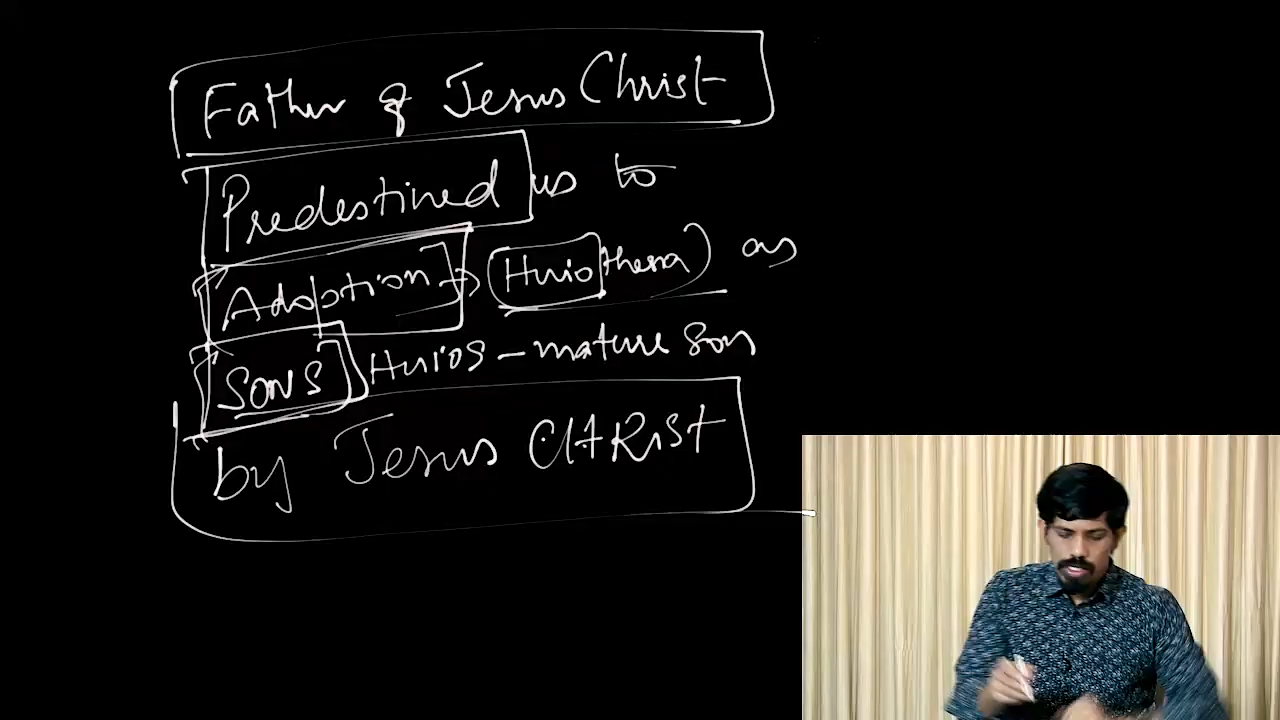 Father of Jesus Christ
Predestined us to
Adoption (Huiothesia) as
SONS Huios - mature son
by Jesus CHRIST